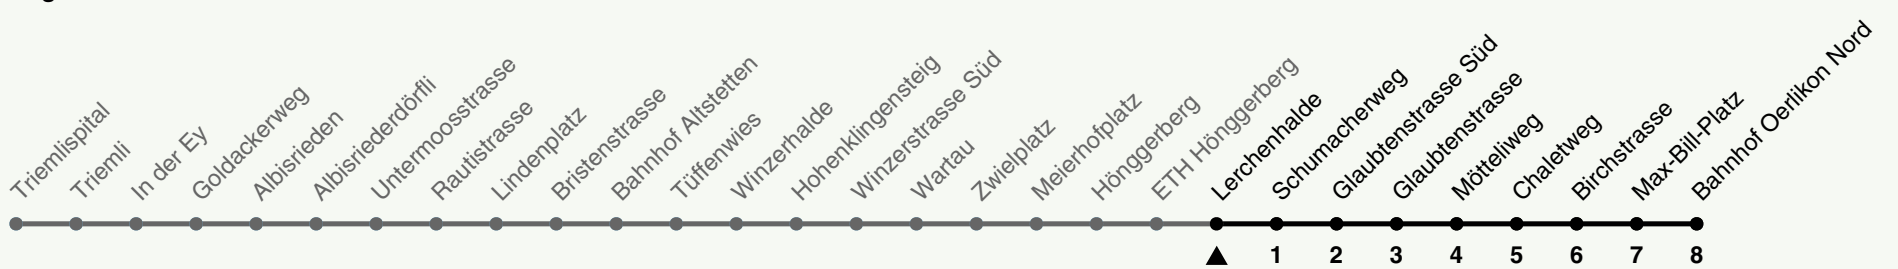 Triemlispital
Triemli
In der Ey
Goldackerweg
Albisrieden
Albisriederdörfli
Untermoosstrasse
Rautistrasse
Lindenplatz
Bristenstrasse
Bahnhof Altstetten
Tüffenwies
Winzerhalde
Hohenklingensteig
Winzerstrasse Süd
Wartau
Zwielplatz
Meierhofplatz
Hönggerberg
ETH Hönggerberg
Lerchenhalde
Schumacherweg
Glaubtenstrasse Süd
Glaubtenstrasse
Mötteliweg
Chaletweg
Birchstrasse
Max-Bill-Platz
Bahnhof Oerlikon Nord
1 2 3 4 5 6 7 8